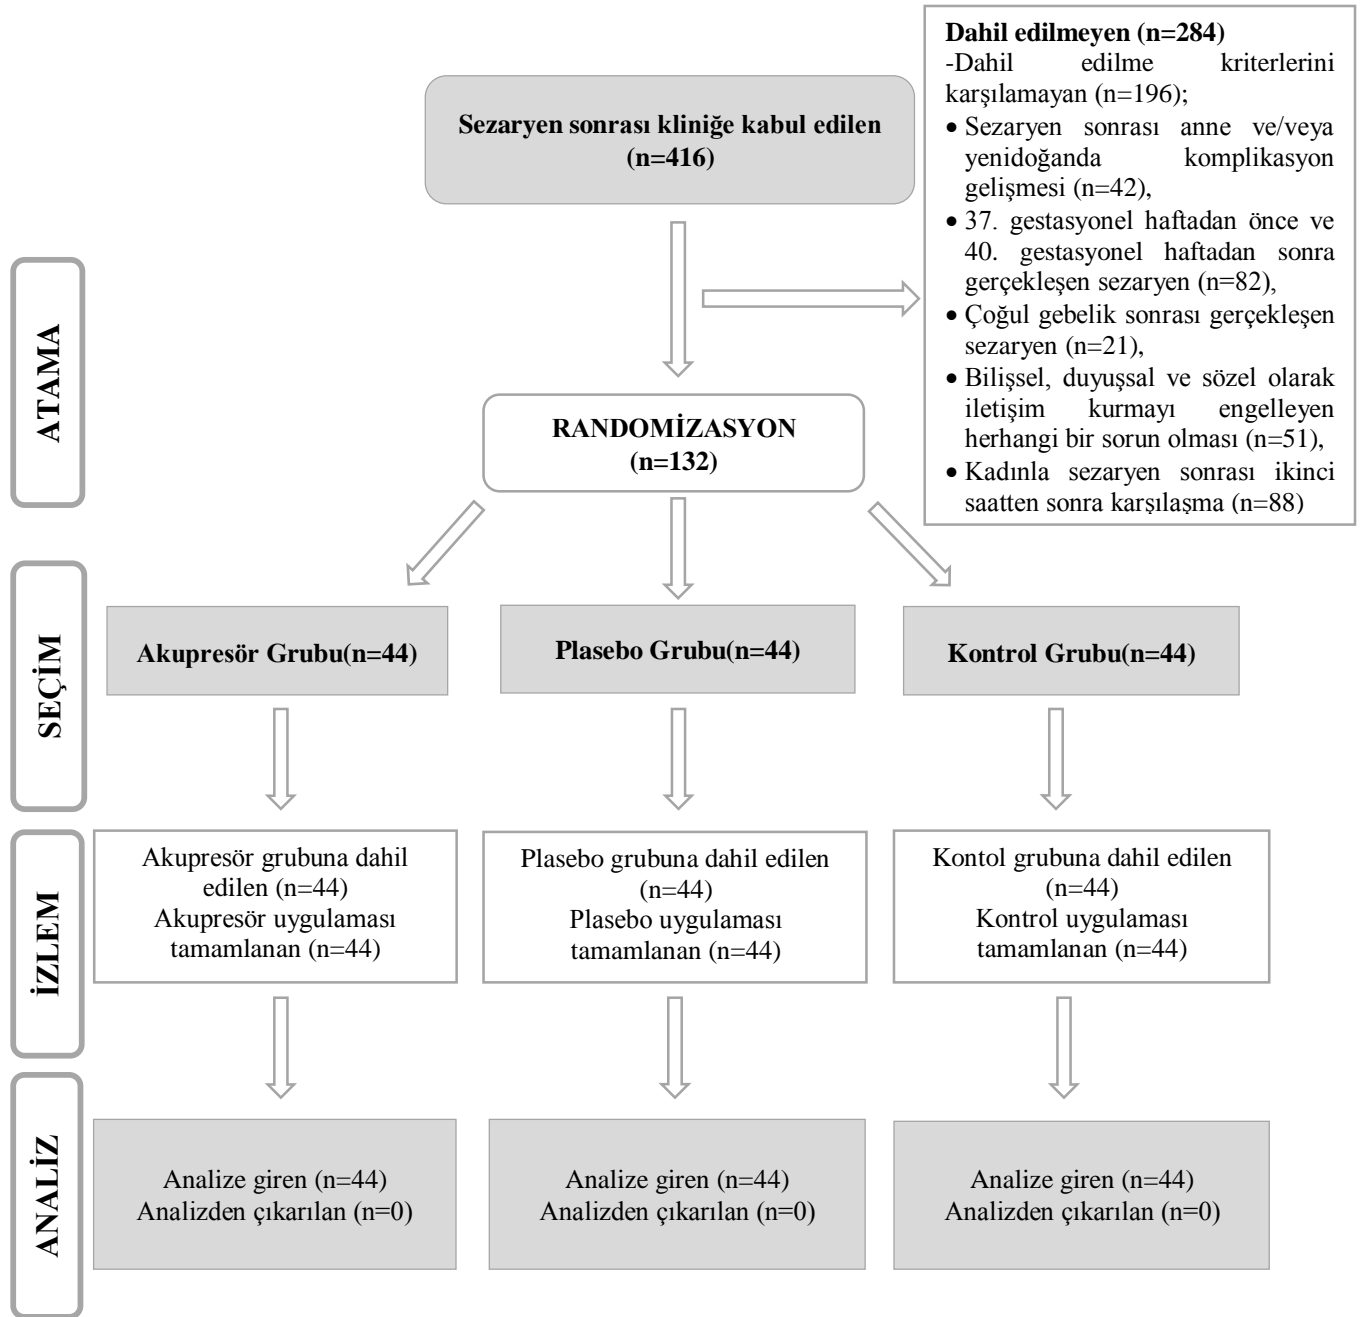 Dahil edilmeyen (n=284)
-Dahil edilme kriterlerini
karşılamayan (n=196);
• Sezaryen sonrası anne ve/veya
yenidoğanda komplikasyon
gelişmesi (n=42),
• 37. gestasyonel haftadan önce ve
40. gestasyonel haftadan sonra
gerçekleşen sezaryen (n=82),
• Çoğul gebelik sonrası gerçekleşen
sezaryen (n=21),
• Bilişsel, duyuşsal ve sözel olarak
iletişim kurmayı engelleyen
herhangi bir sorun olması (n=51),
• Kadınla sezaryen sonrası ikinci
saatten sonra karşılaşma (n=88)
Sezaryen sonrası kliniğe kabul edilen
(n=416)
ATAMA
RANDOMİZASYON
(n=132)
SEÇİM
Akupresör Grubu(n=44)
Plasebo Grubu(n=44)
Kontrol Grubu(n=44)
İZLEM
Akupresör grubuna dahil
edilen (n=44)
Akupresör uygulaması
tamamlanan (n=44)
Plasebo grubuna dahil edilen
(n=44)
Plasebo uygulaması
tamamlanan (n=44)
Kontol grubuna dahil edilen
(n=44)
Kontrol uygulaması
tamamlanan (n=44)
ANALİZ
Analize giren (n=44)
Analizden çıkarılan (n=0)
Analize giren (n=44)
Analizden çıkarılan (n=0)
Analize giren (n=44)
Analizden çıkarılan (n=0)